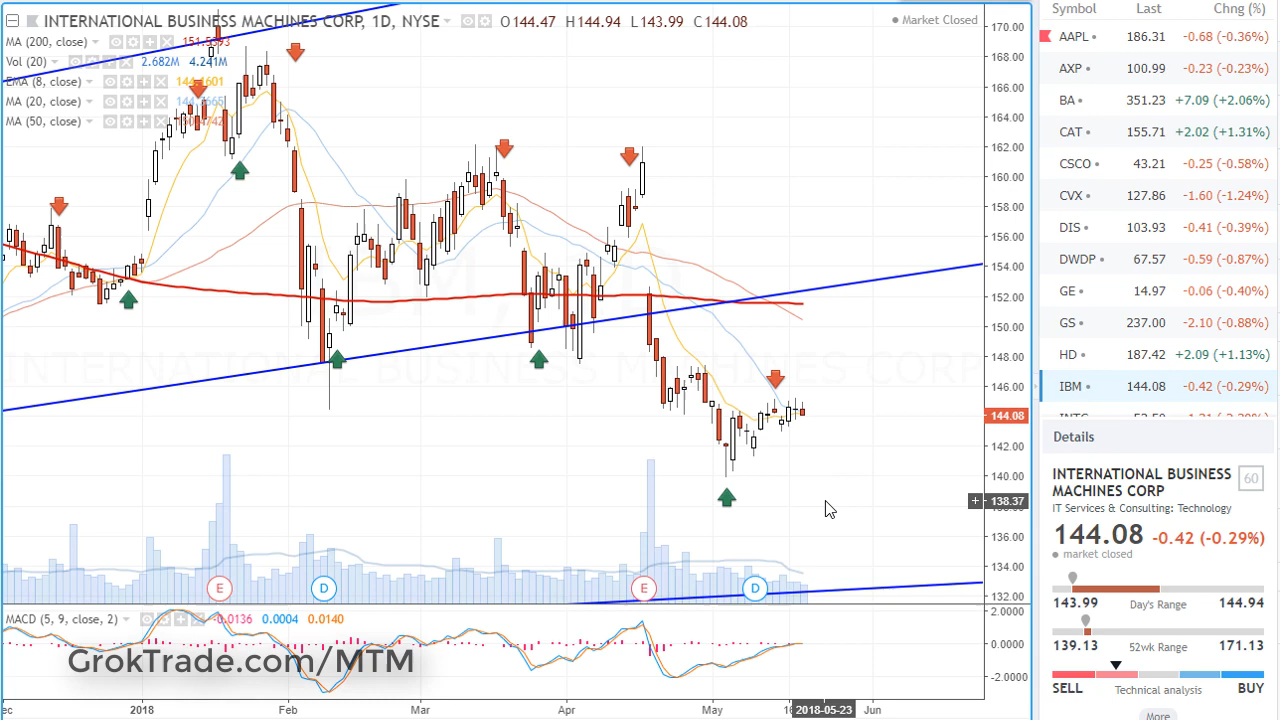 INTERNATIONAL BUSINESS MACHINES CORP, 1D, NYSE O144.47 H144.94 L143.99 C144.08
Market Closed
MA (200, close)
Vol (20) 2.682M 4.241M
EMA (8, close)
MA (20, close)
MA (50, close)
170.00
168.00
166.00
164.00
162.00
160.00
158.00
156.00
154.00
152.00
150.00
148.00
146.00
144.08
142.00
140.00
138.37
136.00
134.00
132.00
INTERNATIONAL BUSINESS MACHINES CORP
E D E D
MACD (5, 9, close, 2) -0.0136 0.0004 0.0140
2.0000
0.0000
-2.0000
GrokTrade.com/MTM
2018 Feb Mar Apr May 2018-05-23 Jun
Symbol Last Chng (%)
AAPL 186.31 -0.68 (-0.36%)
AXP 100.99 -0.23 (-0.23%)
BA 351.23 +7.09 (+2.06%)
CAT 155.71 +2.02 (+1.31%)
CSCO 43.21 -0.25 (-0.58%)
CVX 127.86 -1.60 (-1.24%)
DIS 103.93 -0.41 (-0.39%)
DWDP 67.57 -0.59 (-0.87%)
GE 14.97 -0.06 (-0.40%)
GS 237.00 -2.10 (-0.88%)
HD 187.42 +2.09 (+1.13%)
IBM 144.08 -0.42 (-0.29%)
Details
INTERNATIONAL BUSINESS
MACHINES CORP
60
IT Services & Consulting: Technology
144.08 -0.42 (-0.29%)
market closed
143.99 Day's Range 144.94
139.13 52wk Range 171.13
SELL Technical analysis BUY
More